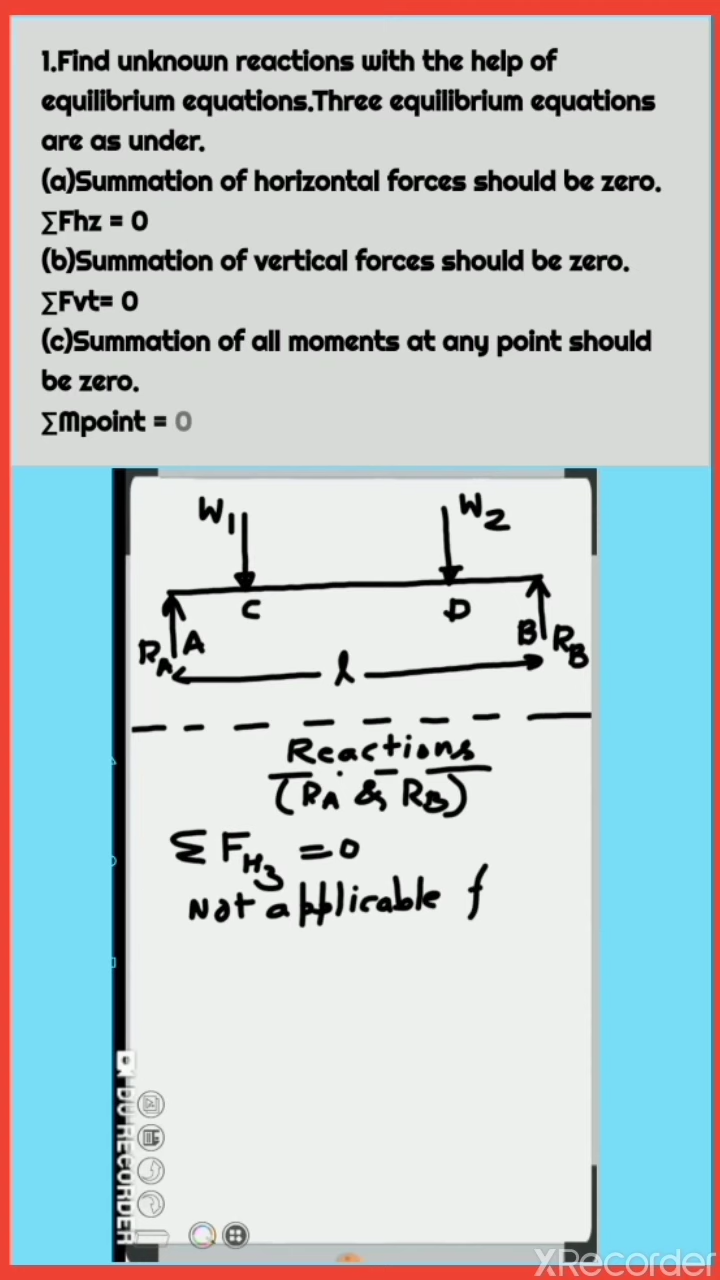 1.Find unknown reactions with the help of
equilibrium equations.Three equilibrium equations
are as under.
(a)Summation of horizontal forces should be zero.
∑Fhz = 0
(b)Summation of vertical forces should be zero.
∑Fvt= 0
(c)Summation of all moments at any point should
be zero.
∑Mpoint = 0
W1 W2
C D
RA A B RB
l
Reactions
(RA & RB)
Σ FHz = 0
Not applicable f
DU RECORDER
XRecorder